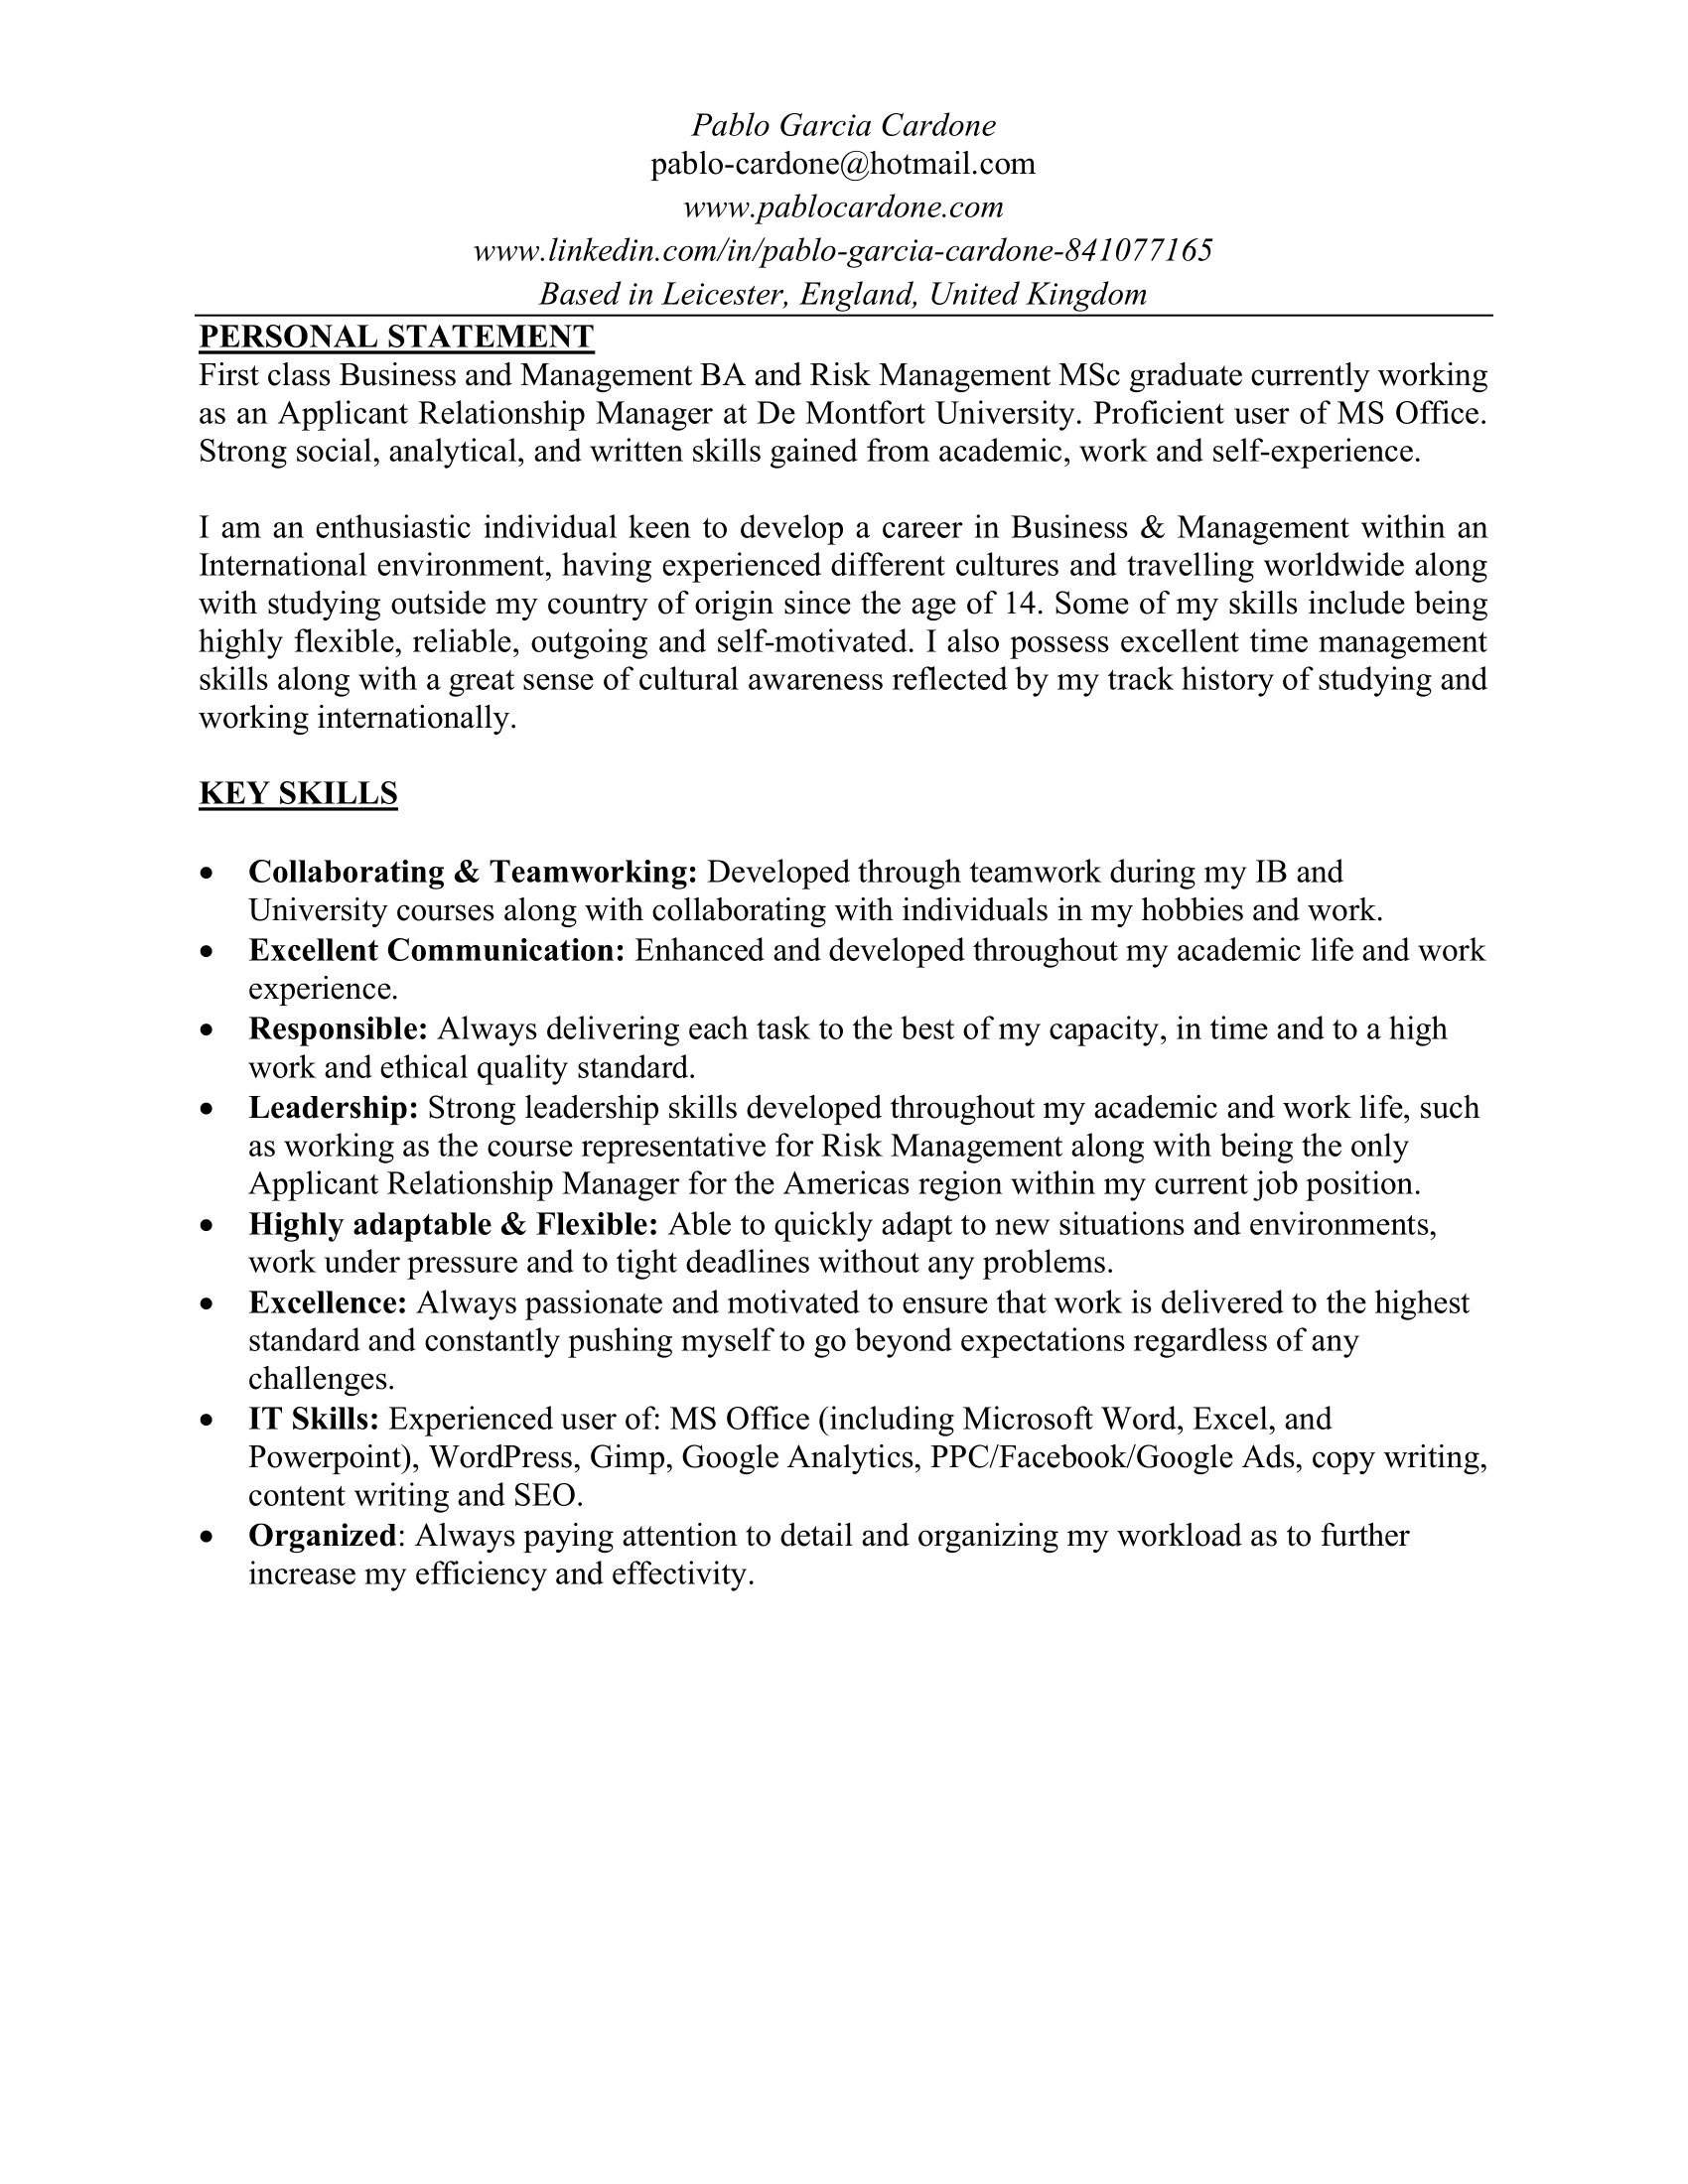 Pablo Garcia Cardone
pablo-cardone@hotmail.com
www.pablocardone.com
www.linkedin.com/in/pablo-garcia-cardone-841077165
Based in Leicester, England, United Kingdom
PERSONAL STATEMENT
First class Business and Management BA and Risk Management MSc graduate currently working
as an Applicant Relationship Manager at De Montfort University. Proficient user of MS Office.
Strong social, analytical, and written skills gained from academic, work and self-experience.
I am an enthusiastic individual keen to develop a career in Business & Management within an
International environment, having experienced different cultures and travelling worldwide along
with studying outside my country of origin since the age of 14. Some of my skills include being
highly flexible, reliable, outgoing and self-motivated. I also possess excellent time management
skills along with a great sense of cultural awareness reflected by my track history of studying and
working internationally.
KEY SKILLS
• Collaborating & Teamworking: Developed through teamwork during my IB and
University courses along with collaborating with individuals in my hobbies and work.
• Excellent Communication: Enhanced and developed throughout my academic life and work
experience.
• Responsible: Always delivering each task to the best of my capacity, in time and to a high
work and ethical quality standard.
• Leadership: Strong leadership skills developed throughout my academic and work life, such
as working as the course representative for Risk Management along with being the only
Applicant Relationship Manager for the Americas region within my current job position.
• Highly adaptable & Flexible: Able to quickly adapt to new situations and environments,
work under pressure and to tight deadlines without any problems.
• Excellence: Always passionate and motivated to ensure that work is delivered to the highest
standard and constantly pushing myself to go beyond expectations regardless of any
challenges.
• IT Skills: Experienced user of: MS Office (including Microsoft Word, Excel, and
Powerpoint), WordPress, Gimp, Google Analytics, PPC/Facebook/Google Ads, copy writing,
content writing and SEO.
• Organized: Always paying attention to detail and organizing my workload as to further
increase my efficiency and effectivity.